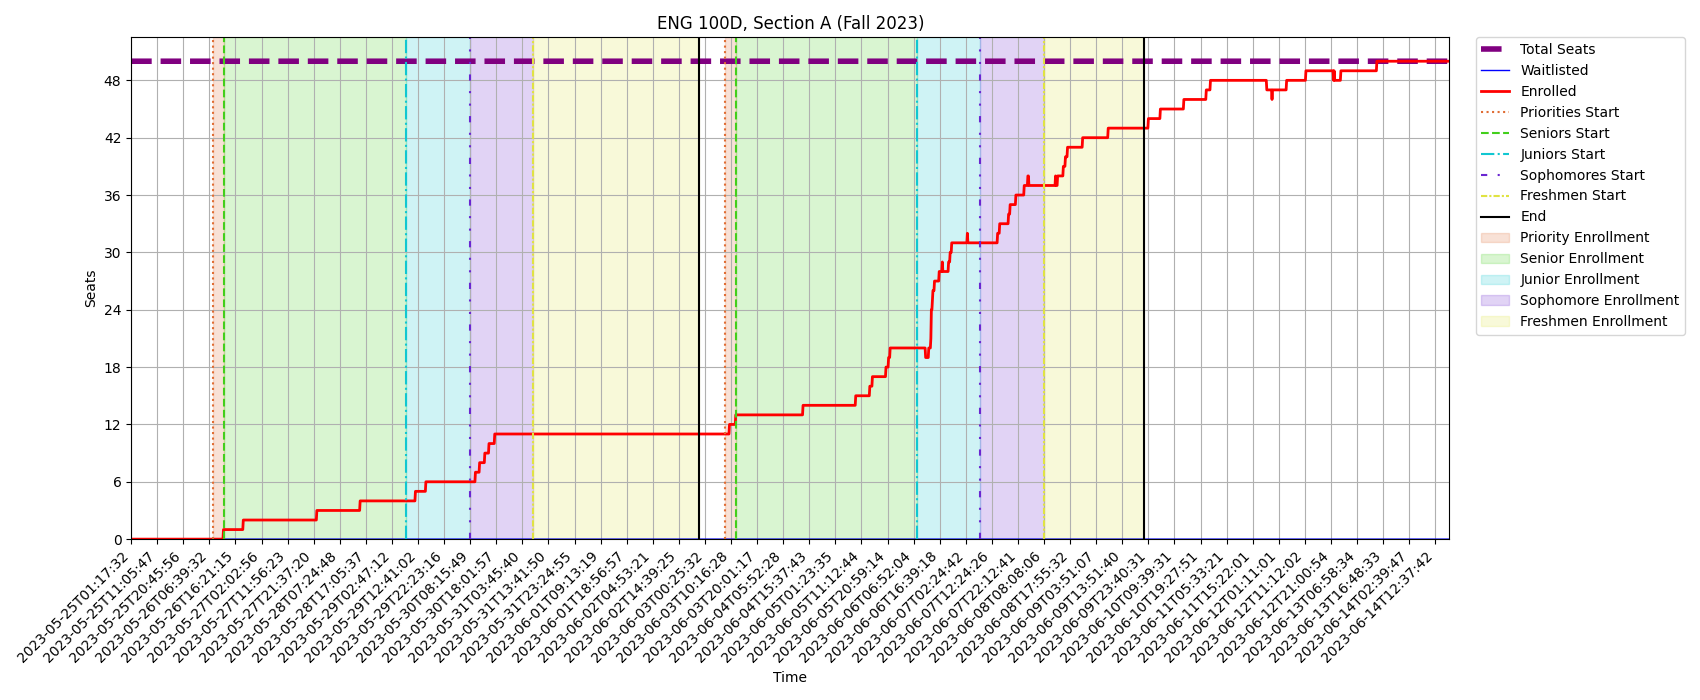 ENG 100D, Section A (Fall 2023)
Total Seats
Waitlisted
Enrolled
Priorities Start
Seniors Start
Juniors Start
Sophomores Start
Freshmen Start
End
Priority Enrollment
Senior Enrollment
Junior Enrollment
Sophomore Enrollment
Freshmen Enrollment
Seats
48
42
36
30
24
18
12
6
0
2023-05-25T01:17:32
2023-05-25T11:05:47
2023-05-25T20:45:56
2023-05-26T06:39:32
2023-05-26T16:21:15
2023-05-27T02:02:56
2023-05-27T11:56:23
2023-05-27T21:37:20
2023-05-28T07:24:48
2023-05-28T17:05:37
2023-05-29T02:47:12
2023-05-29T12:41:02
2023-05-29T22:23:16
2023-05-30T08:15:49
2023-05-30T18:01:57
2023-05-31T03:45:40
2023-05-31T13:41:50
2023-05-31T23:24:55
2023-06-01T09:13:19
2023-06-01T18:56:57
2023-06-02T04:53:21
2023-06-02T14:39:25
2023-06-03T00:25:32
2023-06-03T10:16:28
2023-06-03T20:01:17
2023-06-04T05:52:28
2023-06-04T15:37:43
2023-06-05T01:23:35
2023-06-05T11:12:44
2023-06-05T20:59:14
2023-06-06T06:52:04
2023-06-06T16:39:18
2023-06-07T02:24:42
2023-06-07T12:24:26
2023-06-07T22:12:41
2023-06-08T08:08:06
2023-06-08T17:55:32
2023-06-09T03:51:07
2023-06-09T13:51:40
2023-06-09T23:40:31
2023-06-10T09:39:31
2023-06-10T19:27:51
2023-06-11T05:33:21
2023-06-11T15:22:01
2023-06-12T01:11:01
2023-06-12T11:12:02
2023-06-12T21:00:54
2023-06-13T06:58:34
2023-06-13T16:48:33
2023-06-14T02:39:47
2023-06-14T12:37:42
Time